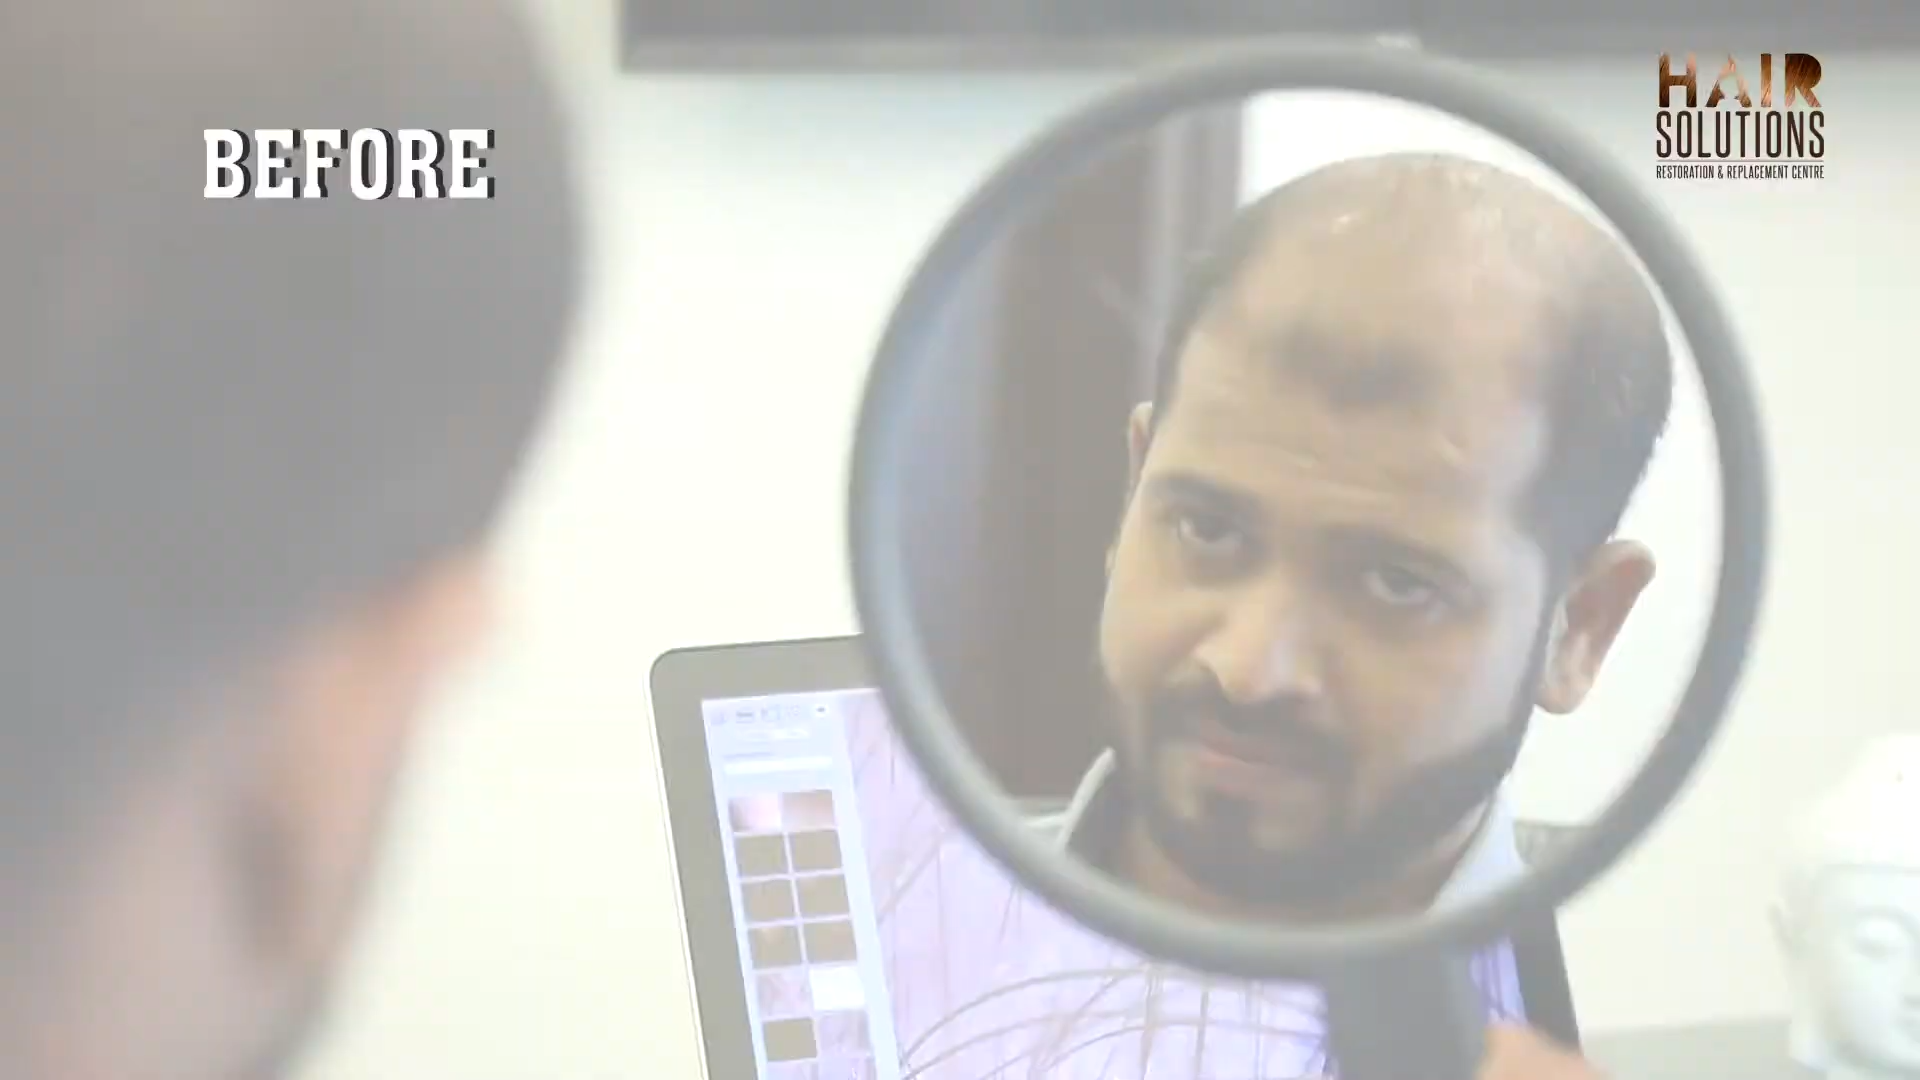 BEFORE
HAIR
SOLUTIONS
RESTORATION & REPLACEMENT CENTRE